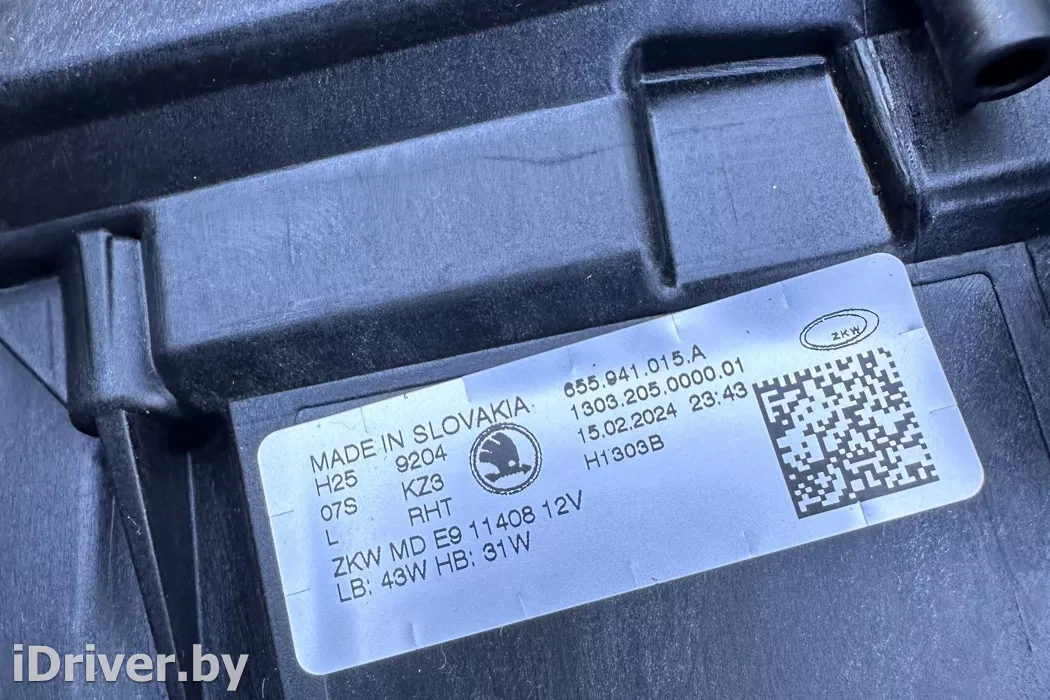 MADE IN SLOVAKIA
H25 9204
07S KZ3
L RHT
ZKW MD E9 11408 12V
LB: 43W HB: 31W
655.941.015.A
1303.205.0000.01
15.02.2024 23:43
H1303B
ZKW
iDriver.by